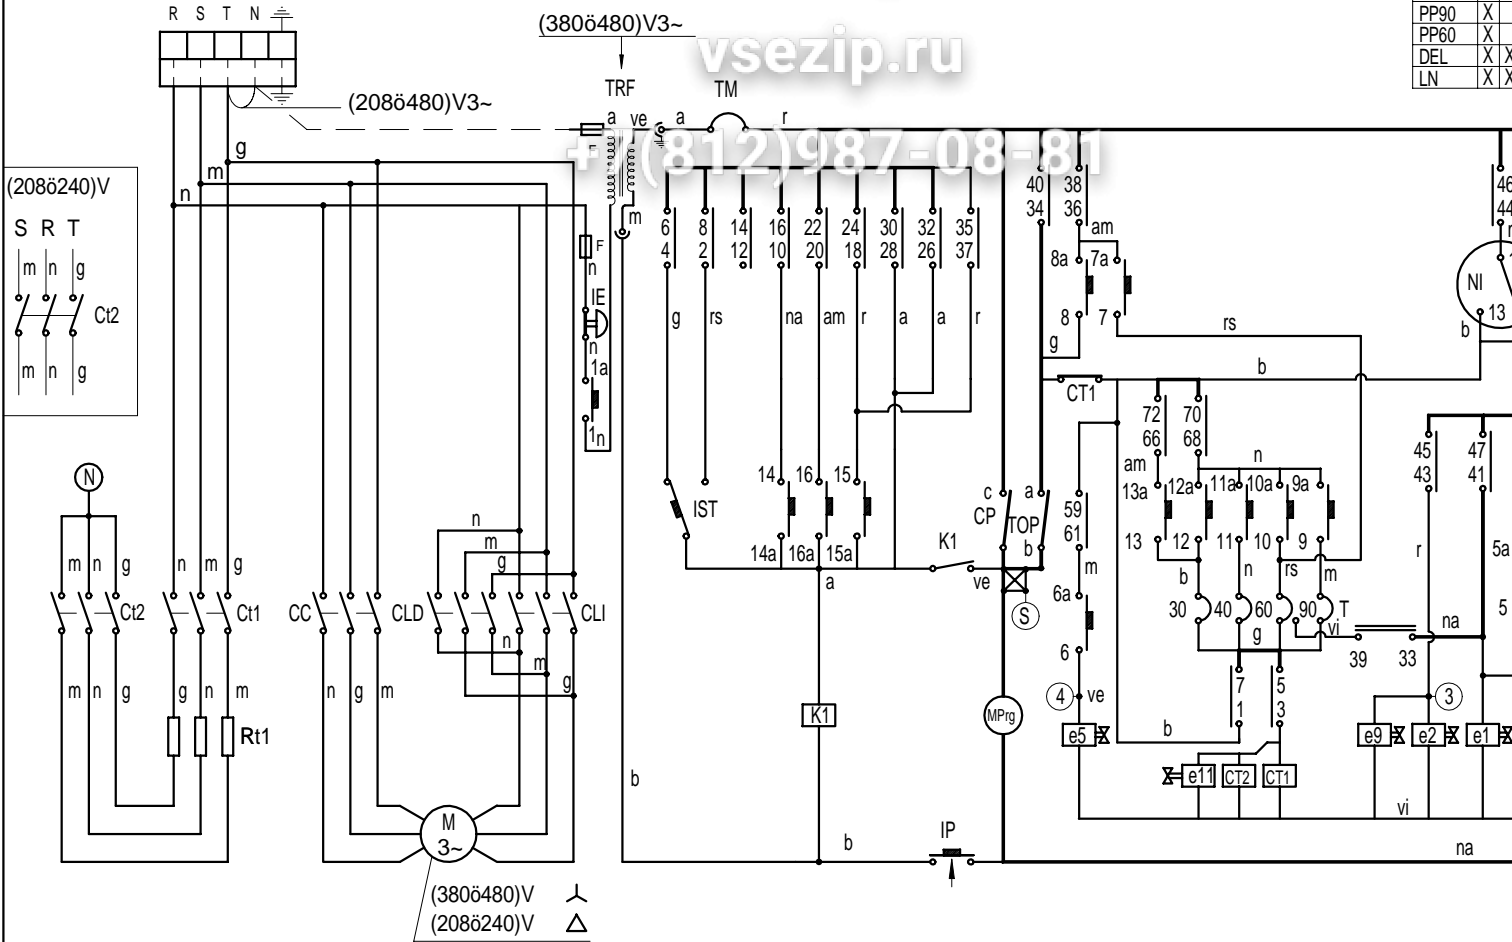 R S T N
(380ö480)V3~
vsezip.ru
PP90 X
PP60 X
DEL X X
LN X X
(208ö480)V3~
TRF
TM
a ve a r
+7(812)987-08-81
g
m
n
(208ö240)V
S R T
m n g
Ct2
m n g
F
n
IE
n
1a
1n
m
6 8 14 16 22 24 30 32 35
4 2 12 10 20 18 28 26 37
40 38
34 36
am
8a 7a
8 7
g
46
44
NI
13
b
g rs na am r a a r
rs
b
CT1
72 70
66 68
am n
13a 12a 11a 10a 9a
13 12 11 10 9
45 47
43 41
N
14 16 15
IST
14a 16a 15a
c a
CP TOP
b
59
61
K1
ve
a
S
m
6a
6
n
m
g
m n g
n m g
Ct2
Ct1
CC
CLD
CLI
b n rs m
30 40 60 90 T
g vi
39 33
na
r
5a
5
n
m
g
m n g
g n m
n g m
Rt1
K1
MPrg
4 ve
e5
7 5
1 3
b
3
e9 e2 e1
e11 CT2 CT1
vi
b
M
3~
b
IP
na
(380ö480)V
(208ö240)V